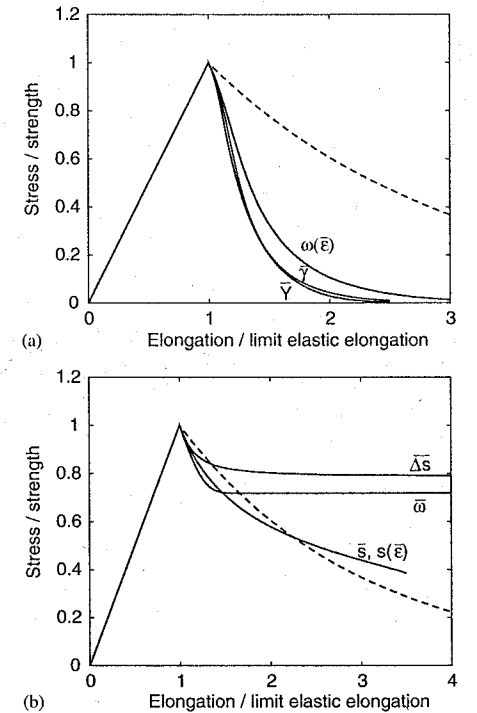 1.2
1
0.8
0.6
0.4
0.2
0
Stress / strength
ω(ε̄)
γ̄
Ȳ
0 1 2 3
(a) Elongation / limit elastic elongation
1.2
1
0.8
0.6
0.4
0.2
0
Stress / strength
Δ̅s̅
ω̄
s̄, s(ε̄)
0 1 2 3 4
(b) Elongation / limit elastic elongation